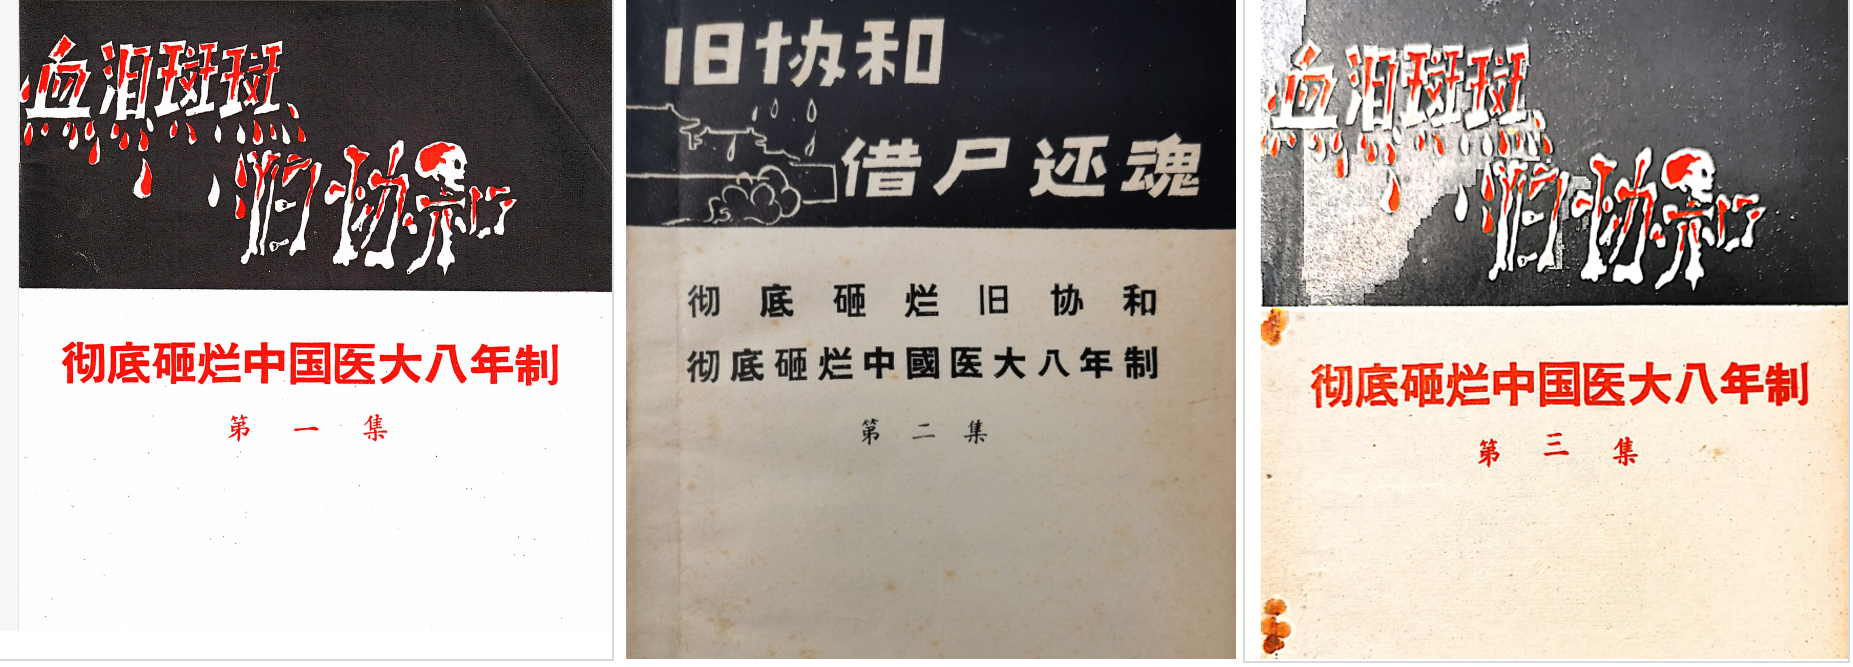 血泪斑斑
旧协和
彻底砸烂中国医大八年制
第一集
旧协和
借尸还魂
彻底砸烂旧协和
彻底砸烂中國医大八年制
第二集
血泪斑斑
旧协和
彻底砸烂中国医大八年制
第三集